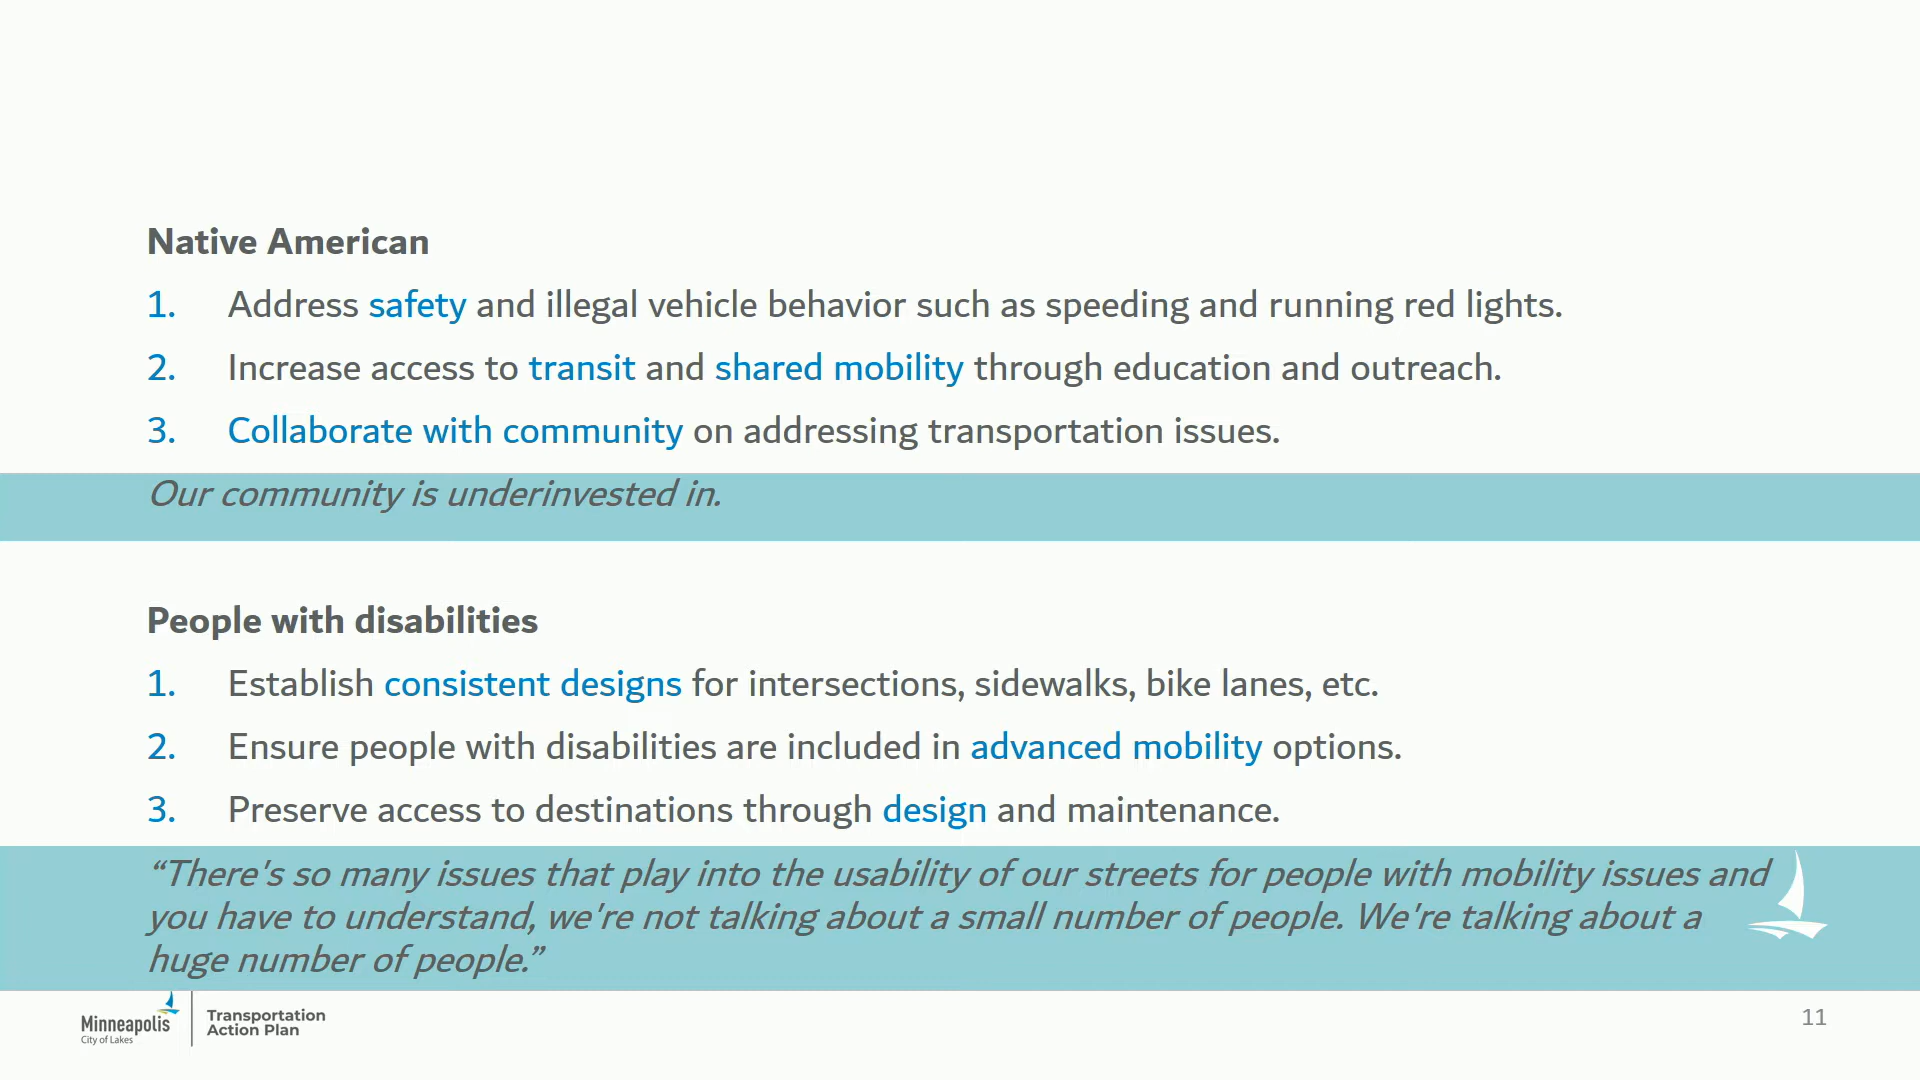 Native American
1. Address safety and illegal vehicle behavior such as speeding and running red lights.
2. Increase access to transit and shared mobility through education and outreach.
3. Collaborate with community on addressing transportation issues.
Our community is underinvested in.
People with disabilities
1. Establish consistent designs for intersections, sidewalks, bike lanes, etc.
2. Ensure people with disabilities are included in advanced mobility options.
3. Preserve access to destinations through design and maintenance.
“There's so many issues that play into the usability of our streets for people with mobility issues and
you have to understand, we're not talking about a small number of people. We're talking about a
huge number of people.”
Minneapolis
City of Lakes
Transportation
Action Plan
11